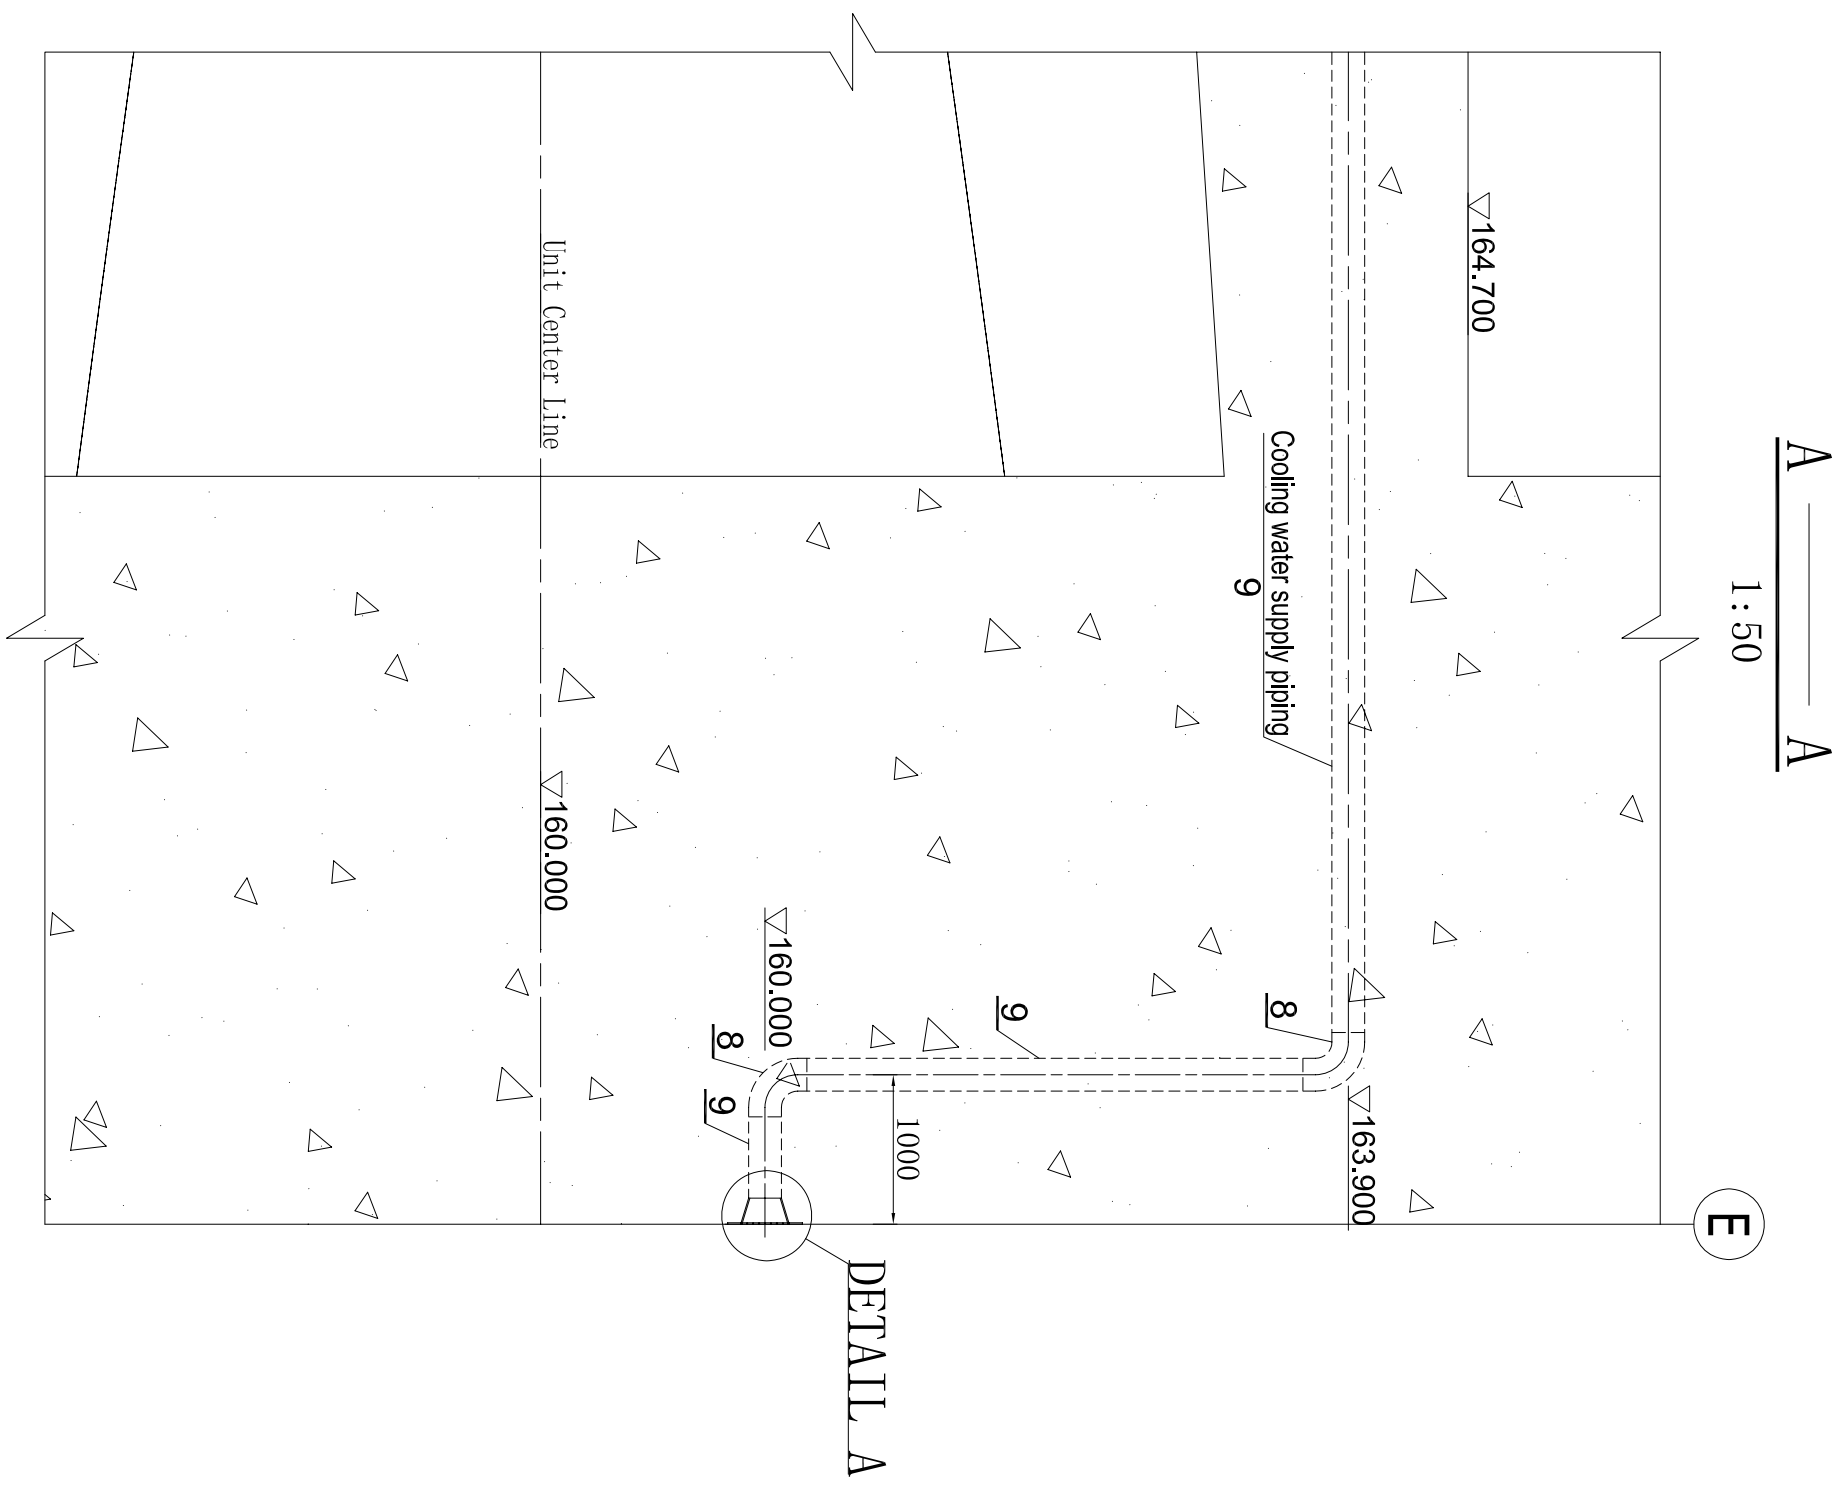 A — A
1:50
E
▽164.700
▽163.900
Cooling water supply piping
9
8
9
DETAIL A
1000
▽160.000
8
9
Unit Center Line
▽160.000